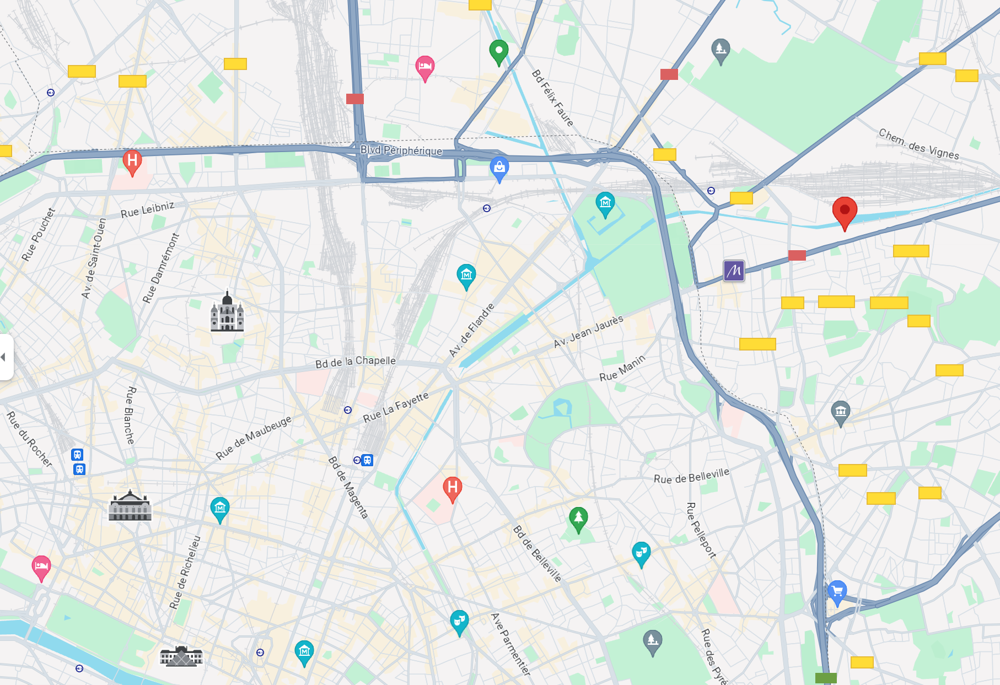 Bd Félix Faure
Chem. des Vignes
Blvd Périphérique
H
Rue Leibniz
Rue Pouchet
Av. de Saint-Ouen
Rue Damrémont
M
M
M
Av. de Flandre
Av. Jean Jaurès
Bd de la Chapelle
Rue Manin
Rue Blanche
Rue La Fayette
Rue du Rocher
Rue de Maubeuge
Bd de Magenta
Rue de Belleville
H
M
Rue Pelleport
Bd de Belleville
Rue de Richelieu
Ave Parmentier
M
Rue des Pyré